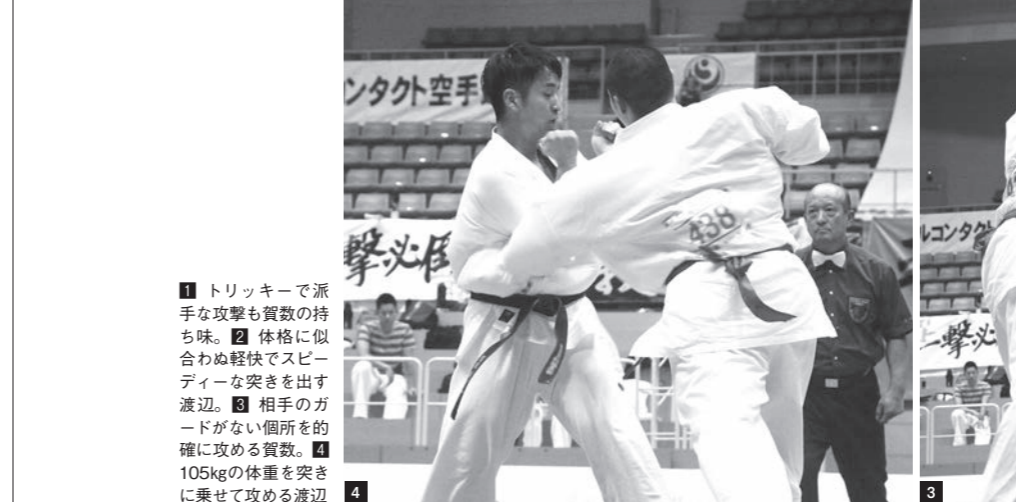 1 トリッキーで派
手な攻撃も賀数の持
ち味。2 体格に似
合わぬ軽快でスピー
ディーな突きを出す
渡辺。3 相手のガ
ードがない個所を的
確に攻める賀数。4
105kgの体重を突き
に乗せて攻める渡辺
ンタクト空手
撃必
438
4
ルコンタクト
一撃必
3